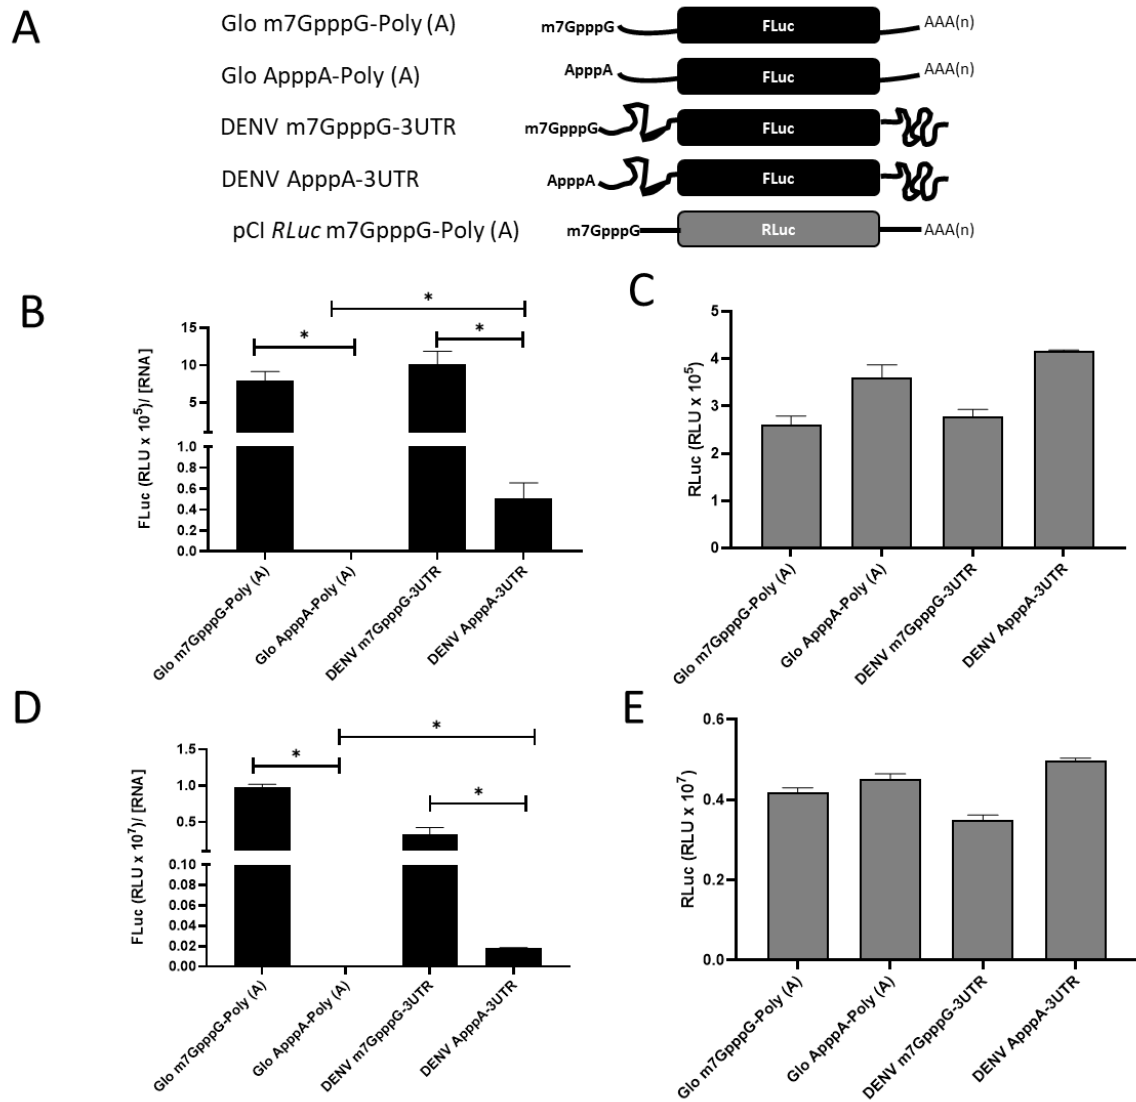 A
Glo m7GpppG-Poly (A) m7GpppG FLuc AAA(n)
Glo ApppA-Poly (A) ApppA FLuc AAA(n)
DENV m7GpppG-3UTR m7GpppG FLuc
DENV ApppA-3UTR ApppA FLuc
pCI RLuc m7GpppG-Poly (A) m7GpppG RLuc AAA(n)
B
FLuc (RLU x 10⁵)/ [RNA]
15
10
5
1.0
0.8
0.6
0.4
0.2
0.0
*
*
*
Glo m7GpppG-Poly (A)
Glo ApppA-Poly (A)
DENV m7GpppG-3UTR
DENV ApppA-3UTR
C
RLuc (RLU x 10⁵)
5
4
3
2
1
0
Glo m7GpppG-Poly (A)
Glo ApppA-Poly (A)
DENV m7GpppG-3UTR
DENV ApppA-3UTR
D
FLuc (RLU x 10⁷)/ [RNA]
1.5
1.0
0.5
0.10
0.08
0.06
0.04
0.02
0.00
*
*
*
Glo m7GpppG-Poly (A)
Glo ApppA-Poly (A)
DENV m7GpppG-3UTR
DENV ApppA-3UTR
E
RLuc (RLU x 10⁷)
0.6
0.4
0.2
0.0
Glo m7GpppG-Poly (A)
Glo ApppA-Poly (A)
DENV m7GpppG-3UTR
DENV ApppA-3UTR